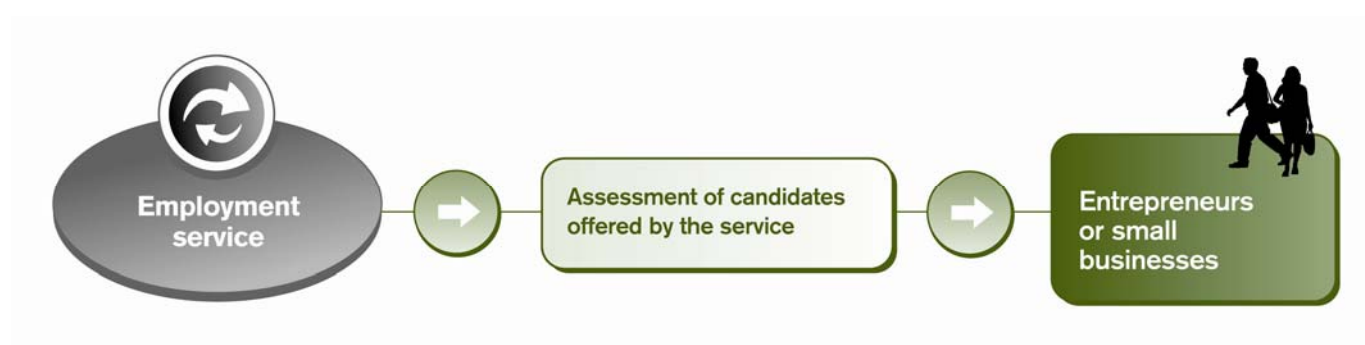 Employment
service
Assessment of candidates
offered by the service
Entrepreneurs
or small
businesses